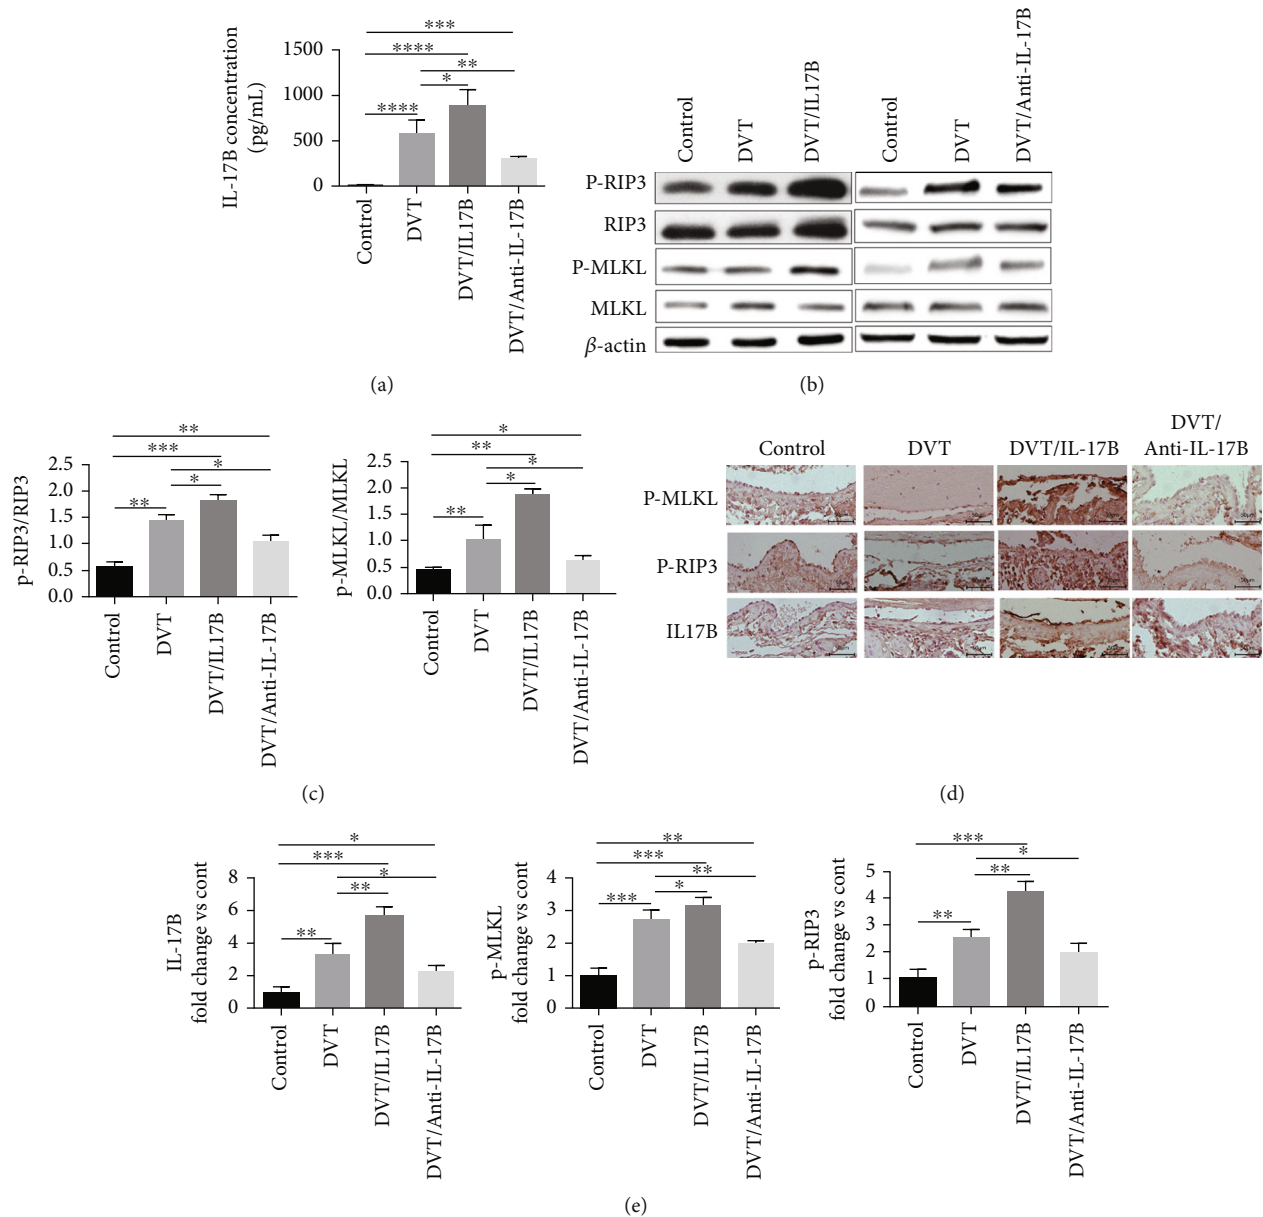 ***
****
**
*
****
IL-17B concentration
(pg/mL)
1500
1000
500
0
Control
DVT
DVT/IL17B
DVT/Anti-IL-17B
(a)
Control
DVT
DVT/IL17B
Control
DVT
DVT/Anti-IL-17B
P-RIP3
RIP3
P-MLKL
MLKL
β-actin
(b)
**
***
*
*
**
p-RIP3/RIP3
2.5
2.0
1.5
1.0
0.5
0.0
Control
DVT
DVT/IL17B
DVT/Anti-IL-17B
*
**
*
*
**
p-MLKL/MLKL
2.5
2.0
1.5
1.0
0.5
0.0
Control
DVT
DVT/IL17B
DVT/Anti-IL-17B
(c)
Control
DVT
DVT/IL-17B
DVT/
Anti-IL-17B
P-MLKL
P-RIP3
IL17B
(d)
*
***
*
**
**
IL-17B
fold change vs cont
8
6
4
2
0
Control
DVT
DVT/IL17B
DVT/Anti-IL-17B
**
***
**
*
***
p-MLKL
fold change vs cont
4
3
2
1
0
Control
DVT
DVT/IL17B
DVT/Anti-IL-17B
***
*
**
**
p-RIP3
fold change vs cont
5
4
3
2
1
0
Control
DVT
DVT/IL17B
DVT/Anti-IL-17B
(e)